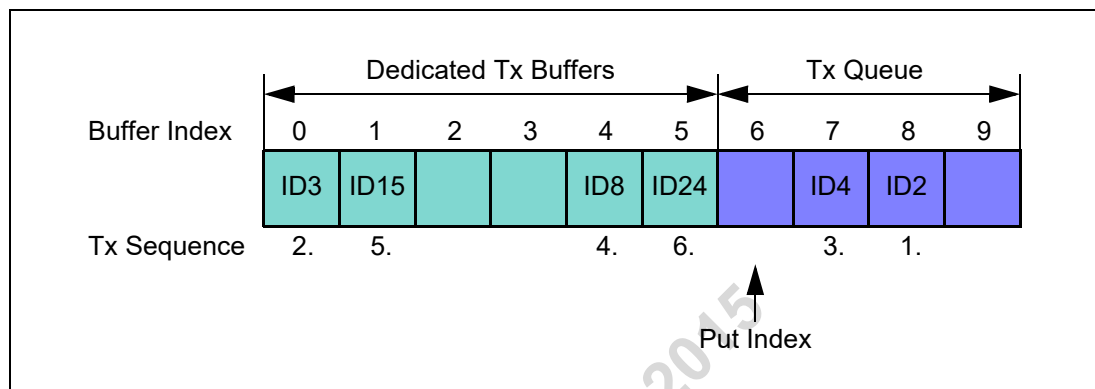 Dedicated Tx Buffers Tx Queue
Buffer Index 0 1 2 3 4 5 6 7 8 9
ID3 ID15 ID8 ID24 ID4 ID2
Tx Sequence 2. 5. 4. 6. 3. 1.
2015
Put Index